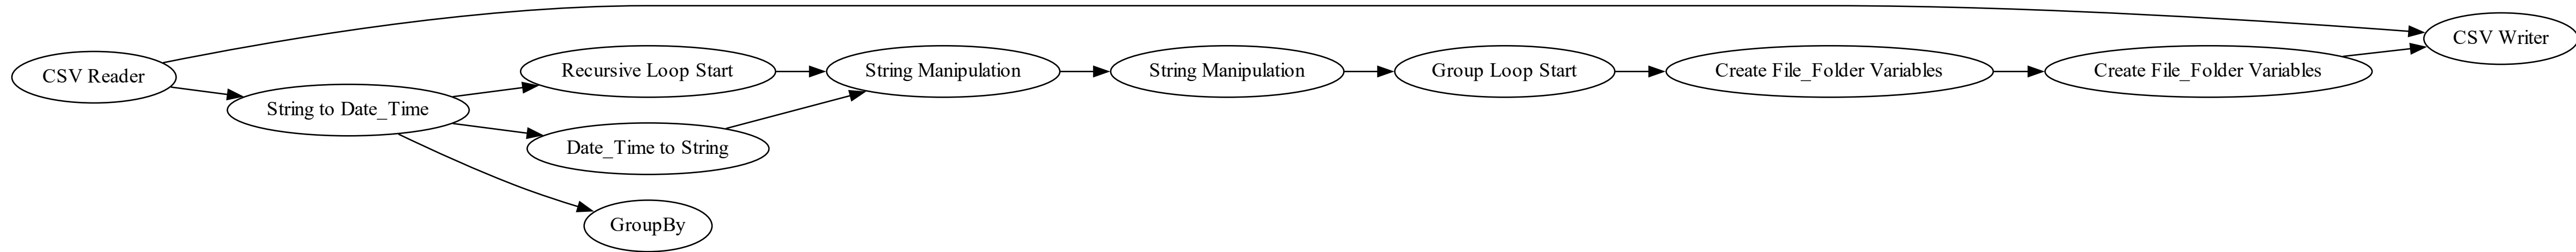 CSV Reader
String to Date_Time
Recursive Loop Start
Date_Time to String
GroupBy
String Manipulation
String Manipulation
Group Loop Start
Create File_Folder Variables
Create File_Folder Variables
CSV Writer